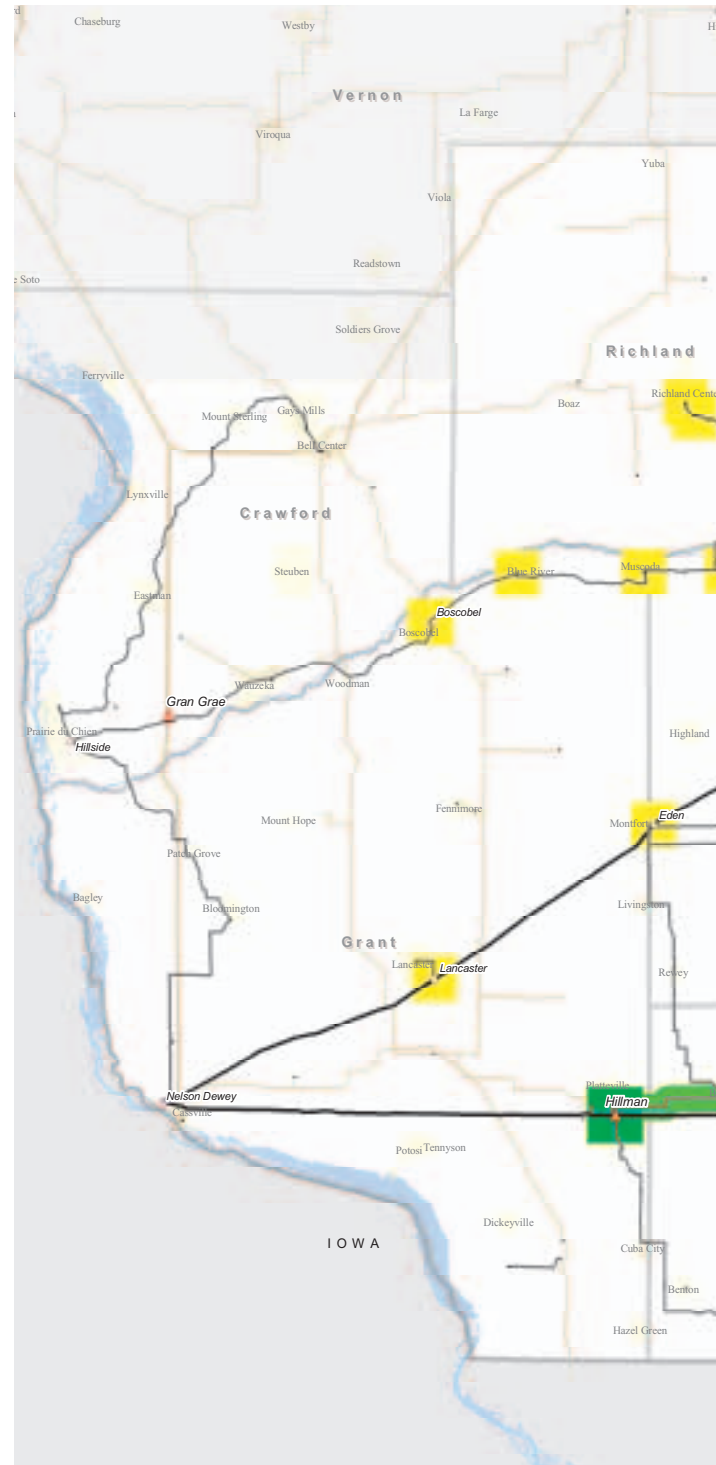 Chaseburg
Westby
Vernon
La Farge
Viroqua
Yuba
Viola
Readstown
Soto
Soldiers Grove
Richland
Ferryville
Richland Cente
Boaz
Mount Sterling
Gays Mills
Bell Center
Lynxville
Crawford
Steuben
Blue River
Muscoda
Eastman
Boscobel
Boscobel
Wauzeka
Woodman
Gran Grae
Prairie du Chien
Hillside
Highland
Mount Hope
Fennimore
Eden
Montfort
Patch Grove
Bagley
Bloomington
Livingston
Grant
Lancaster
Lancaster
Rewey
Platteville
Nelson Dewey
Hillman
Cassville
Potosi
Tennyson
Dickeyville
IOWA
Cuba City
Benton
Hazel Green